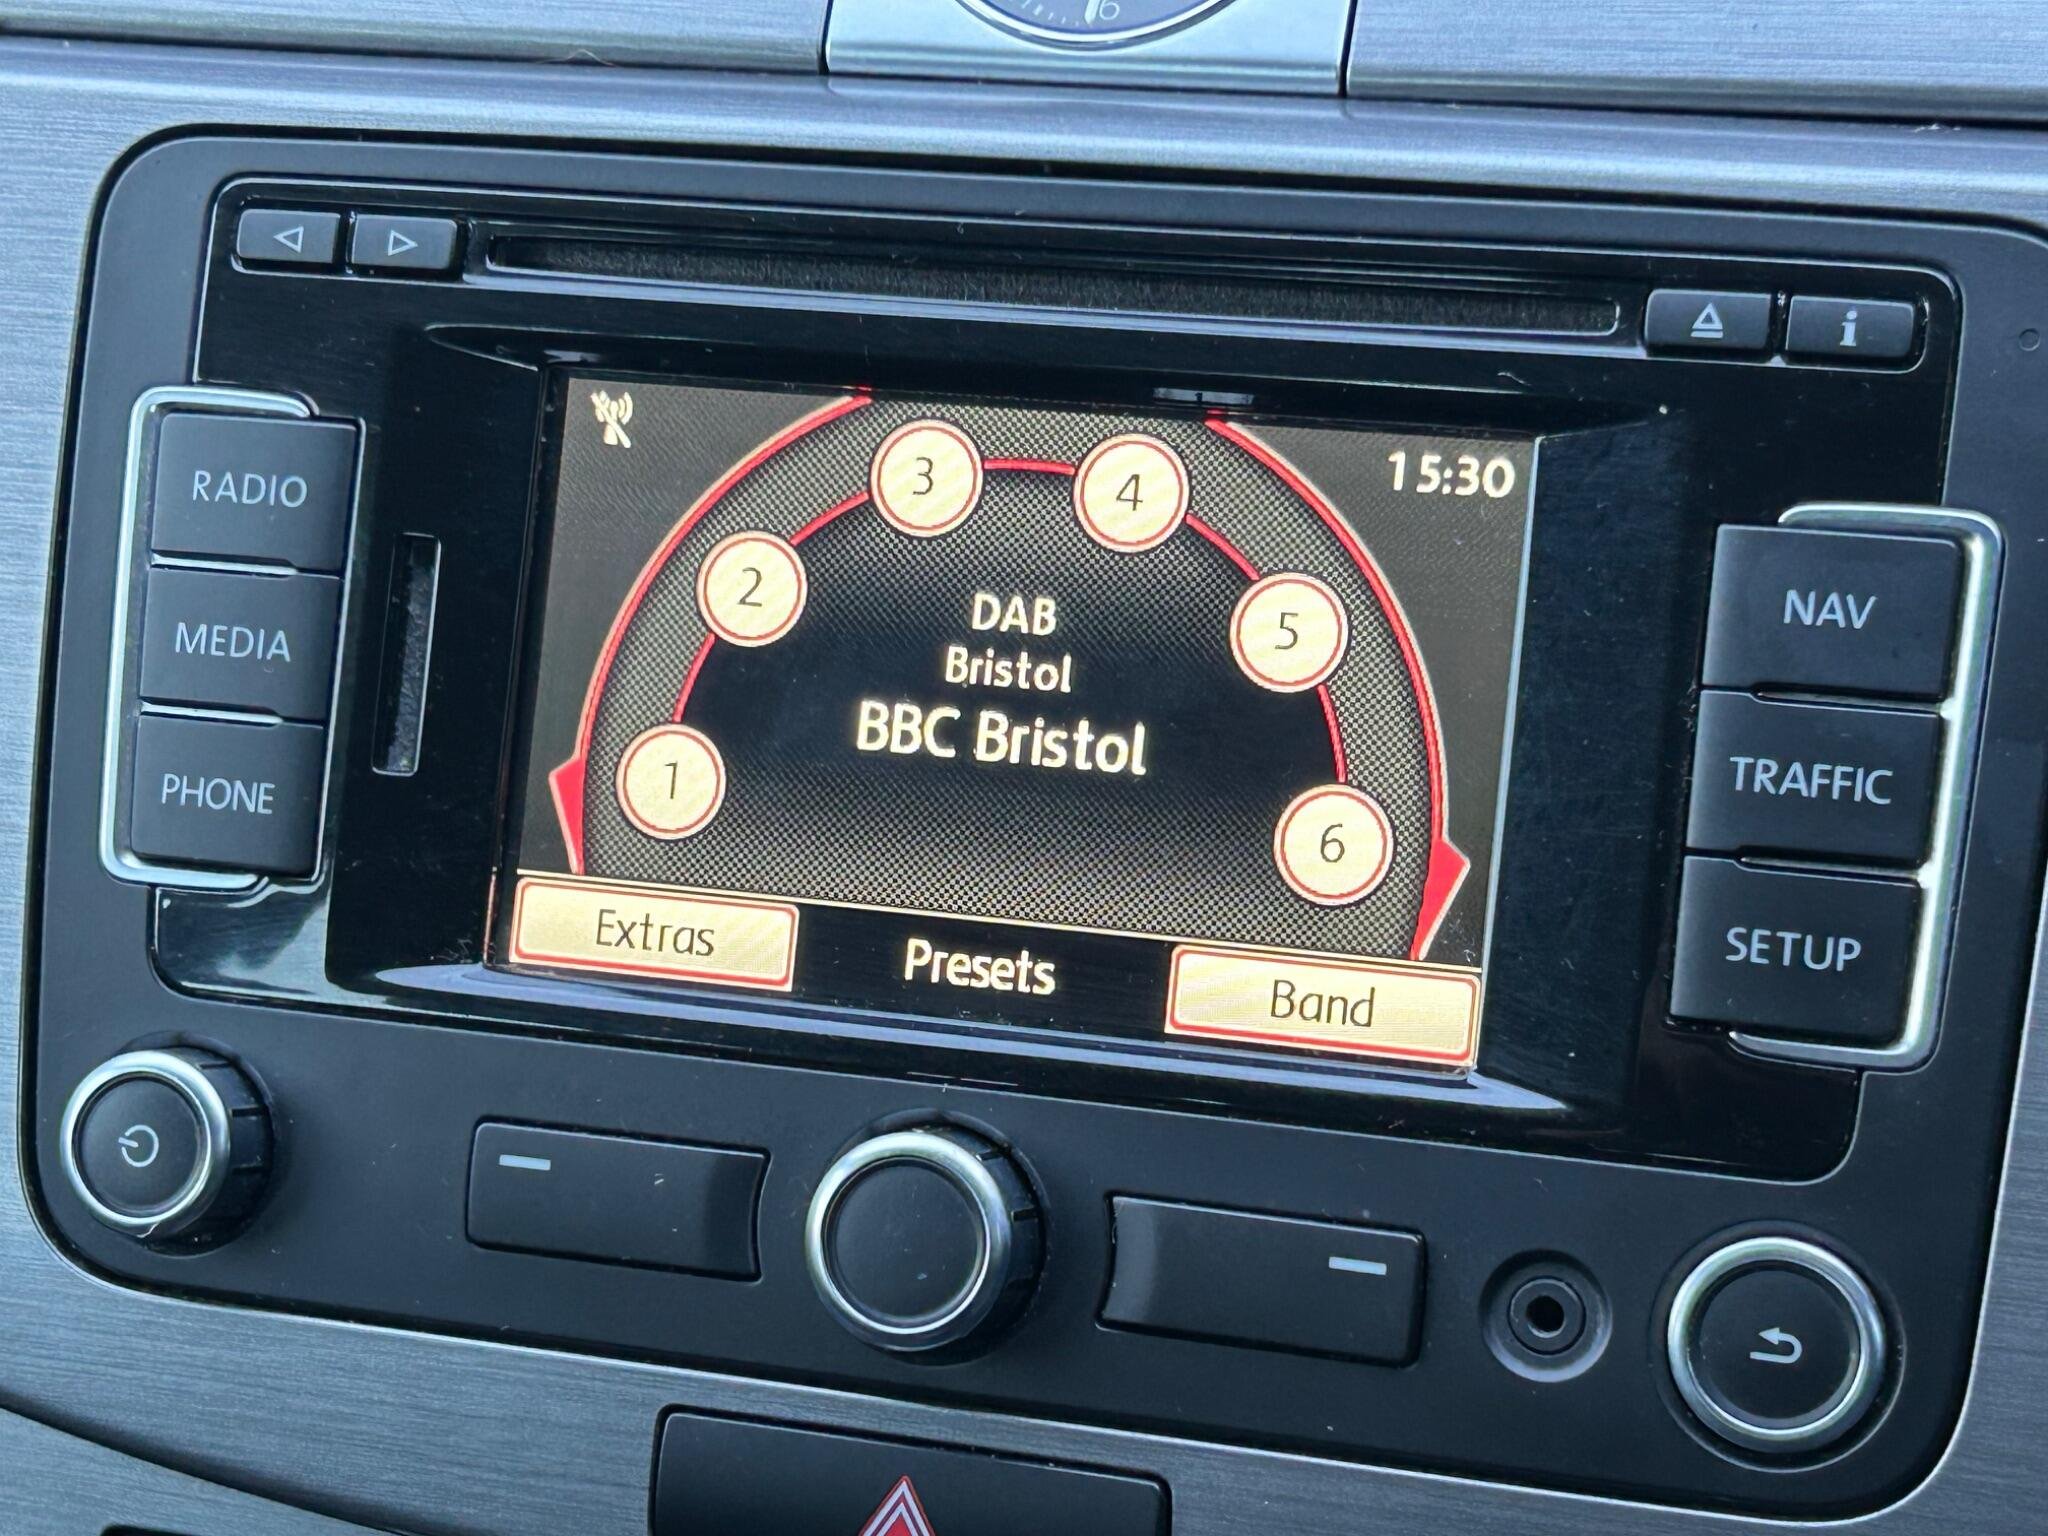 6
i
RADIO
MEDIA
PHONE
15:30
1
2
3
4
5
6
DAB
Bristol
BBC Bristol
Extras
Presets
Band
NAV
TRAFFIC
SETUP